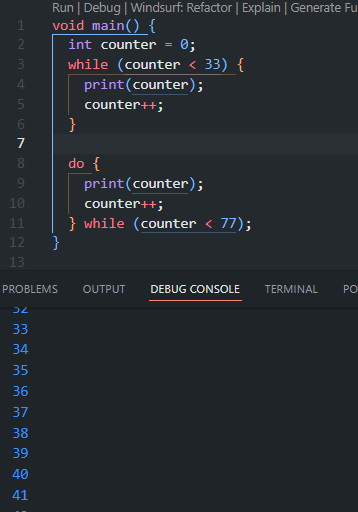 Run | Debug | Windsurf: Refactor | Explain | Generate Fu
1 void main() {
2 int counter = 0;
3 while (counter < 33) {
4 print(counter);
5 counter++;
6 }
7
8 do {
9 print(counter);
10 counter++;
11 } while (counter < 77);
12 }
13
PROBLEMS OUTPUT DEBUG CONSOLE TERMINAL PO
32
33
34
35
36
37
38
39
40
41